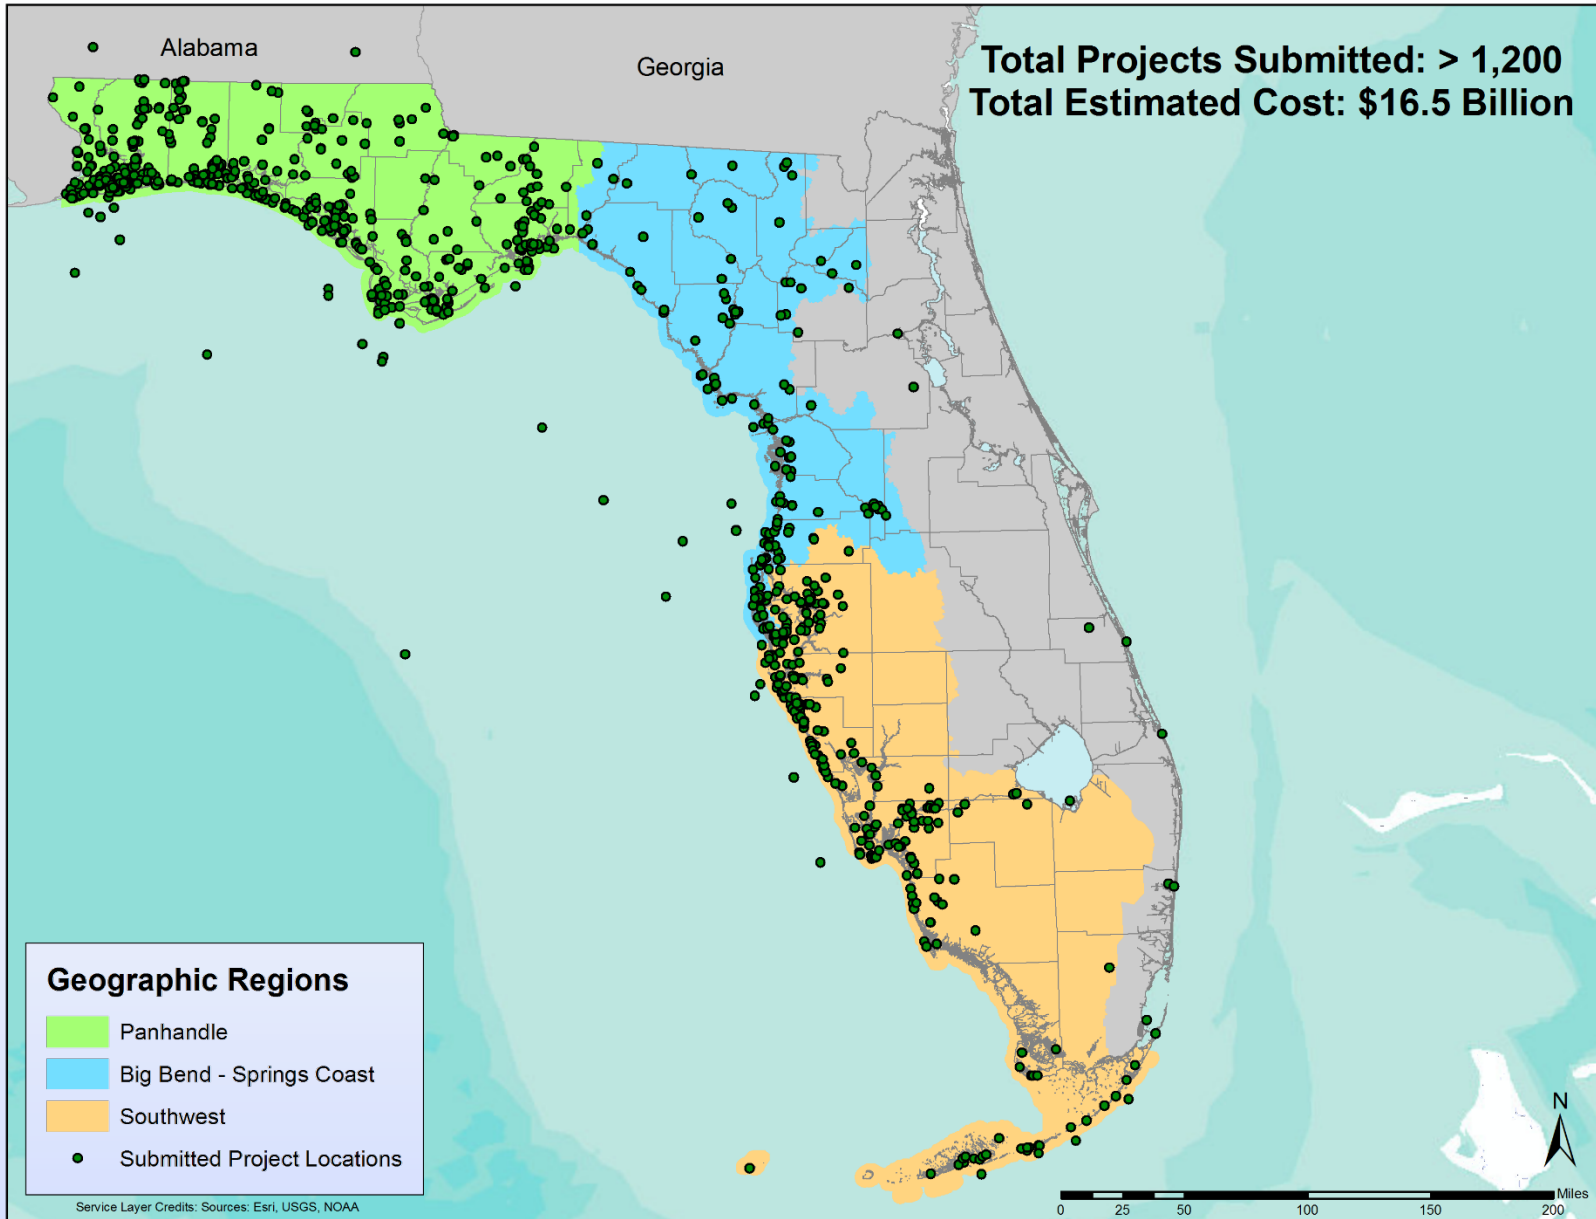 Alabama
Georgia
Total Projects Submitted: > 1,200
Total Estimated Cost: $16.5 Billion
Geographic Regions
Panhandle
Big Bend - Springs Coast
Southwest
Submitted Project Locations
Service Layer Credits: Sources: Esri, USGS, NOAA
N
Miles
0 25 50 100 150 200